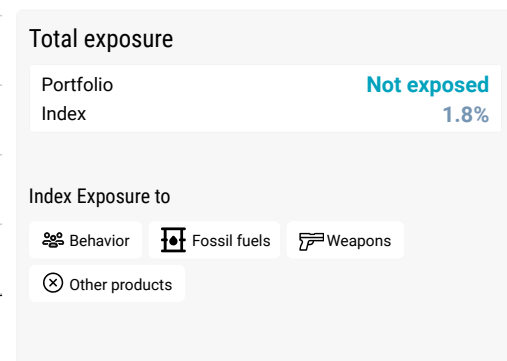 Total exposure
Portfolio Not exposed
Index 1.8%
Index Exposure to
Behavior Fossil fuels Weapons
Other products